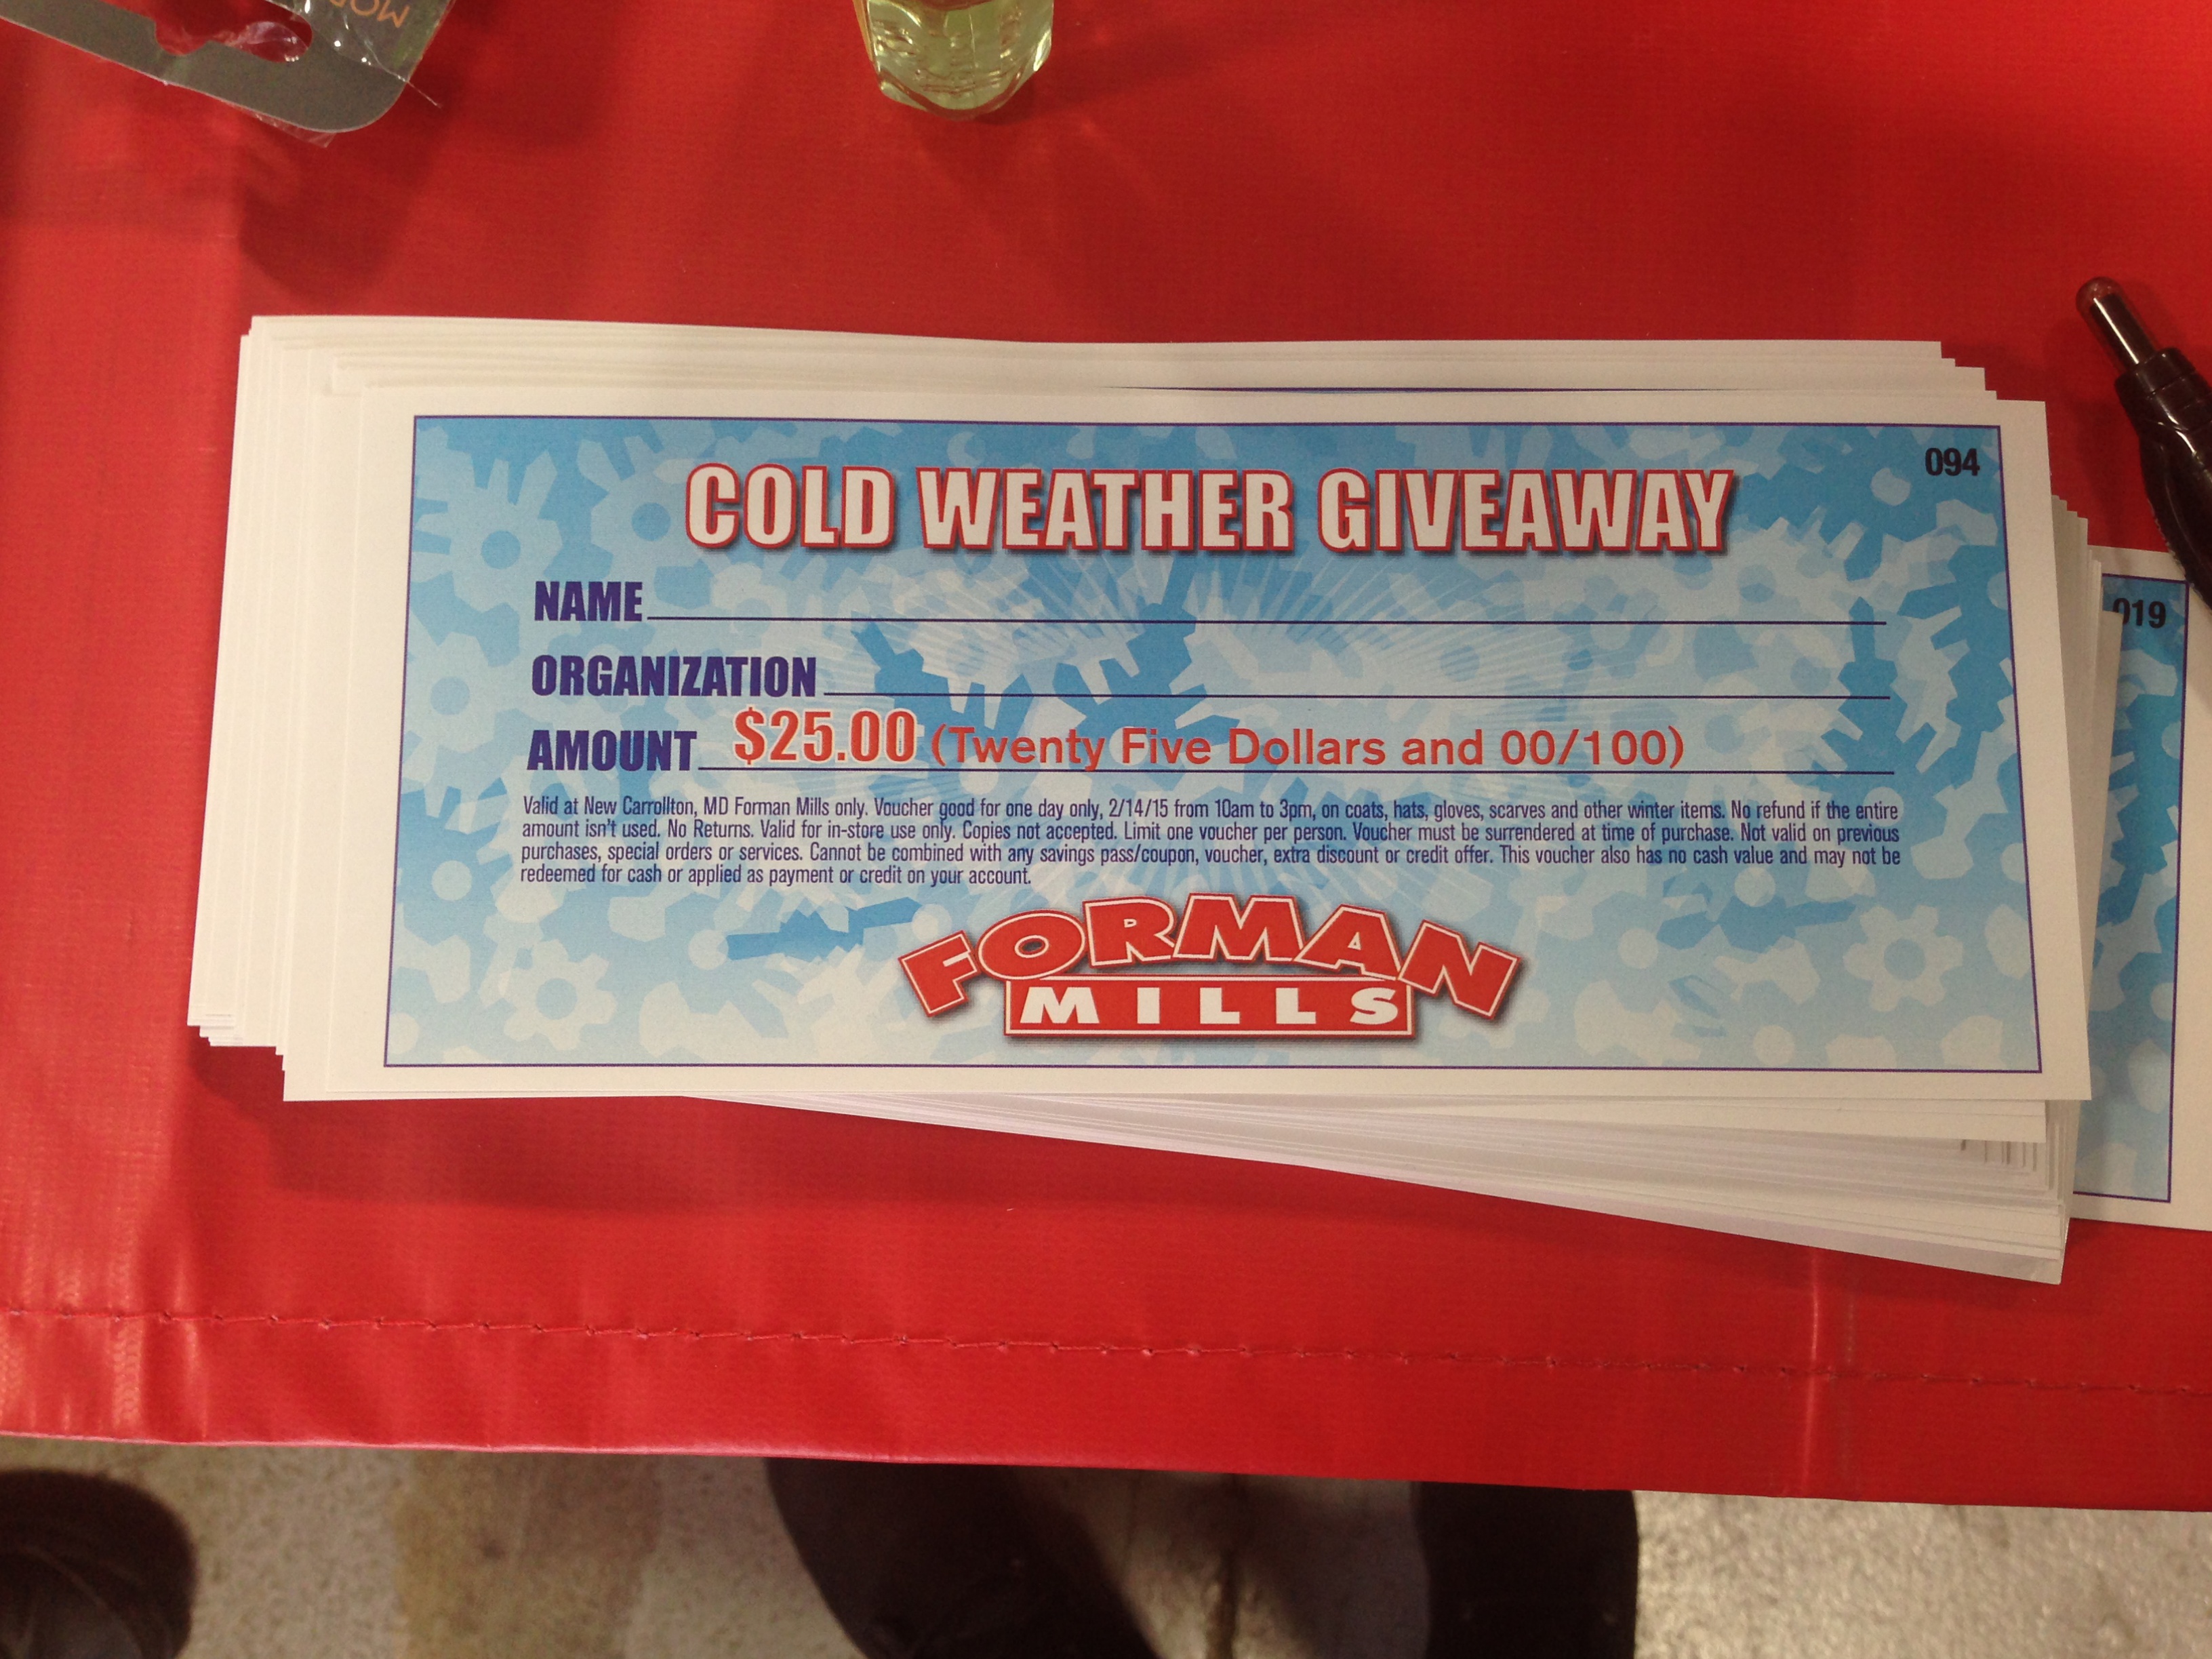 MOP
094
COLD WEATHER GIVEAWAY
NAME
ORGANIZATION
AMOUNT $25.00 (Twenty Five Dollars and 00/100)
Valid at New Carrollton, MD Forman Mills only. Voucher good for one day only, 2/14/15 from 10am to 3pm, on coats, hats, gloves, scarves and other winter items. No refund if the entire
amount isn't used. No Returns. Valid for in-store use only. Copies not accepted. Limit one voucher per person. Voucher must be surrendered at time of purchase. Not valid on previous
purchases, special orders or services. Cannot be combined with any savings pass/coupon, voucher, extra discount or credit offer. This voucher also has no cash value and may not be
redeemed for cash or applied as payment or credit on your account.
FORMAN
MILLS
019